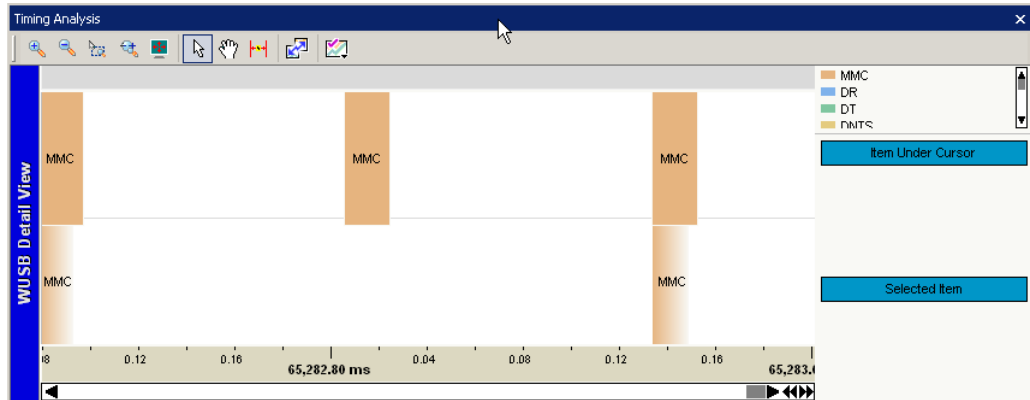 Timing Analysis
WUSB Detail View
MMC
MMC
MMC
MMC
MMC
MMC
DR
DT
DNTS
Item Under Cursor
Selected Item
0.12
0.16
65,282.80 ms
0.04
0.08
0.12
0.16